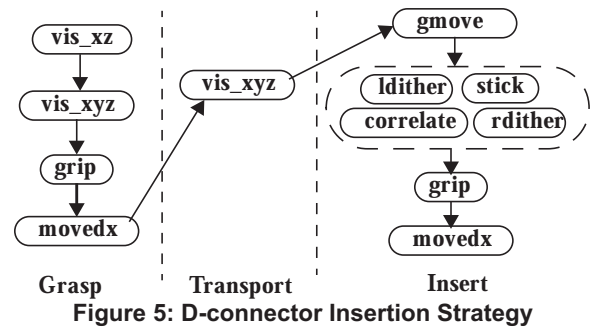 vis_xz
vis_xyz
grip
movedx
vis_xyz
gmove
ldither stick
correlate rdither
grip
movedx
Grasp Transport Insert
Figure 5: D-connector Insertion Strategy